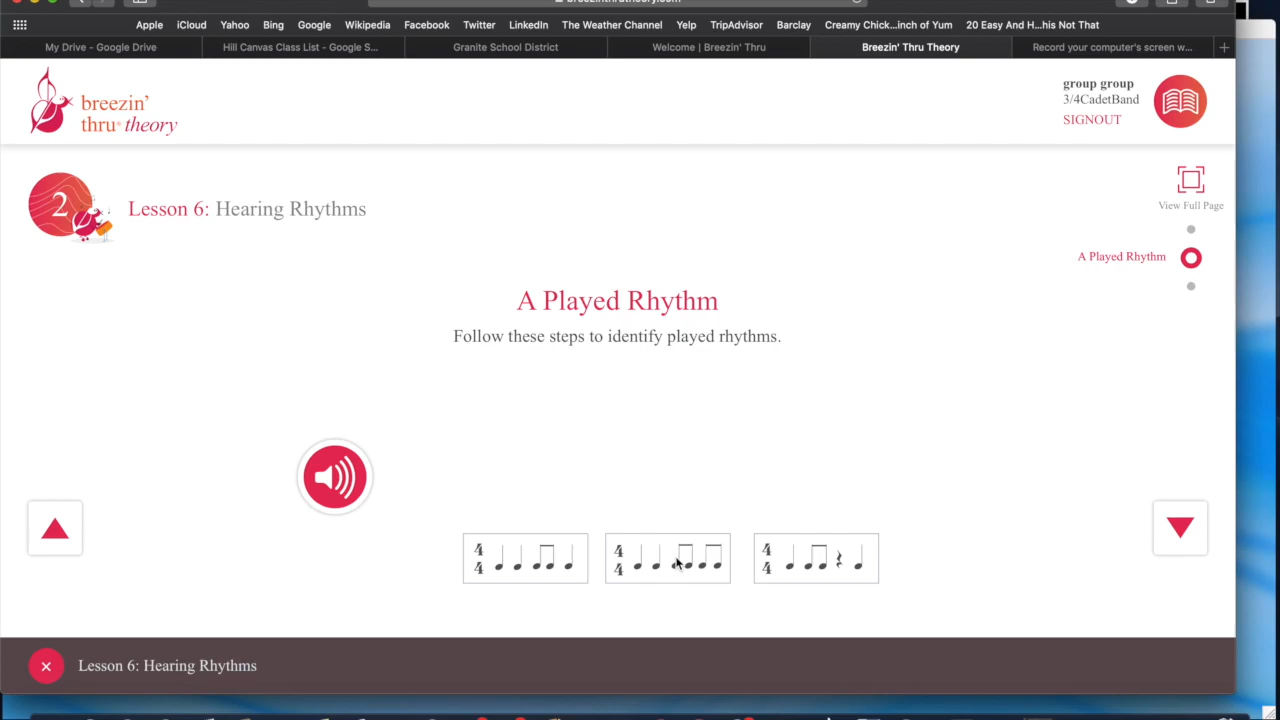 Apple iCloud Yahoo Bing Google Wikipedia Facebook Twitter LinkedIn The Weather Channel Yelp TripAdvisor Barclay Creamy Chick...inch of Yum 20 Easy And H...his Not That
My Drive - Google Drive Hill Canvas Class List - Google S... Granite School District Welcome | Breezin' Thru Breezin' Thru Theory Record your computer's screen w...
breezin'
thru® theory
group group
3/4CadetBand
SIGNOUT
2
Lesson 6: Hearing Rhythms
View Full Page
A Played Rhythm
A Played Rhythm
Follow these steps to identify played rhythms.
4 4 4
4 4 4
Lesson 6: Hearing Rhythms